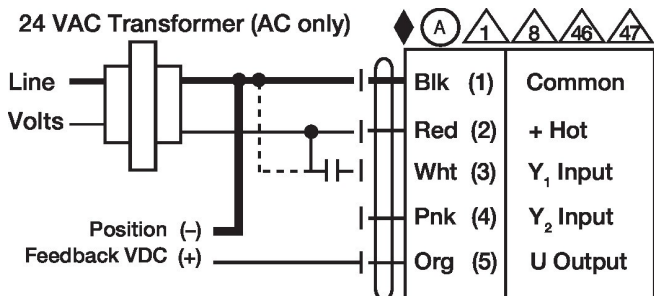 24 VAC Transformer (AC only)
A 1 8 46 47
Line
Volts
Blk (1) Common
Red (2) + Hot
Wht (3) Y₁ Input
Pnk (4) Y₂ Input
Org (5) U Output
Position (–)
Feedback VDC (+)